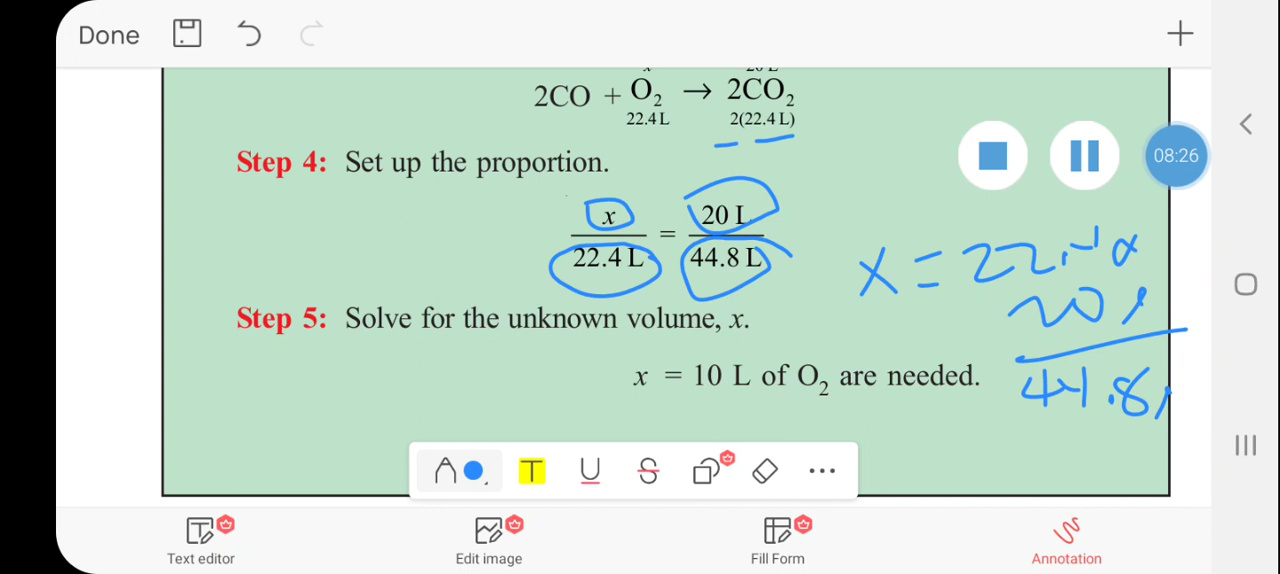 Done
2CO + O₂ → 2CO₂
22.4 L 2(22.4 L)
08:26
Step 4: Set up the proportion.
x / 22.4 L = 20 L / 44.8 L
x = 22.4 x
20
44.8
Step 5: Solve for the unknown volume, x.
x = 10 L of O₂ are needed.
T U S
Text editor
Edit image
Fill Form
Annotation